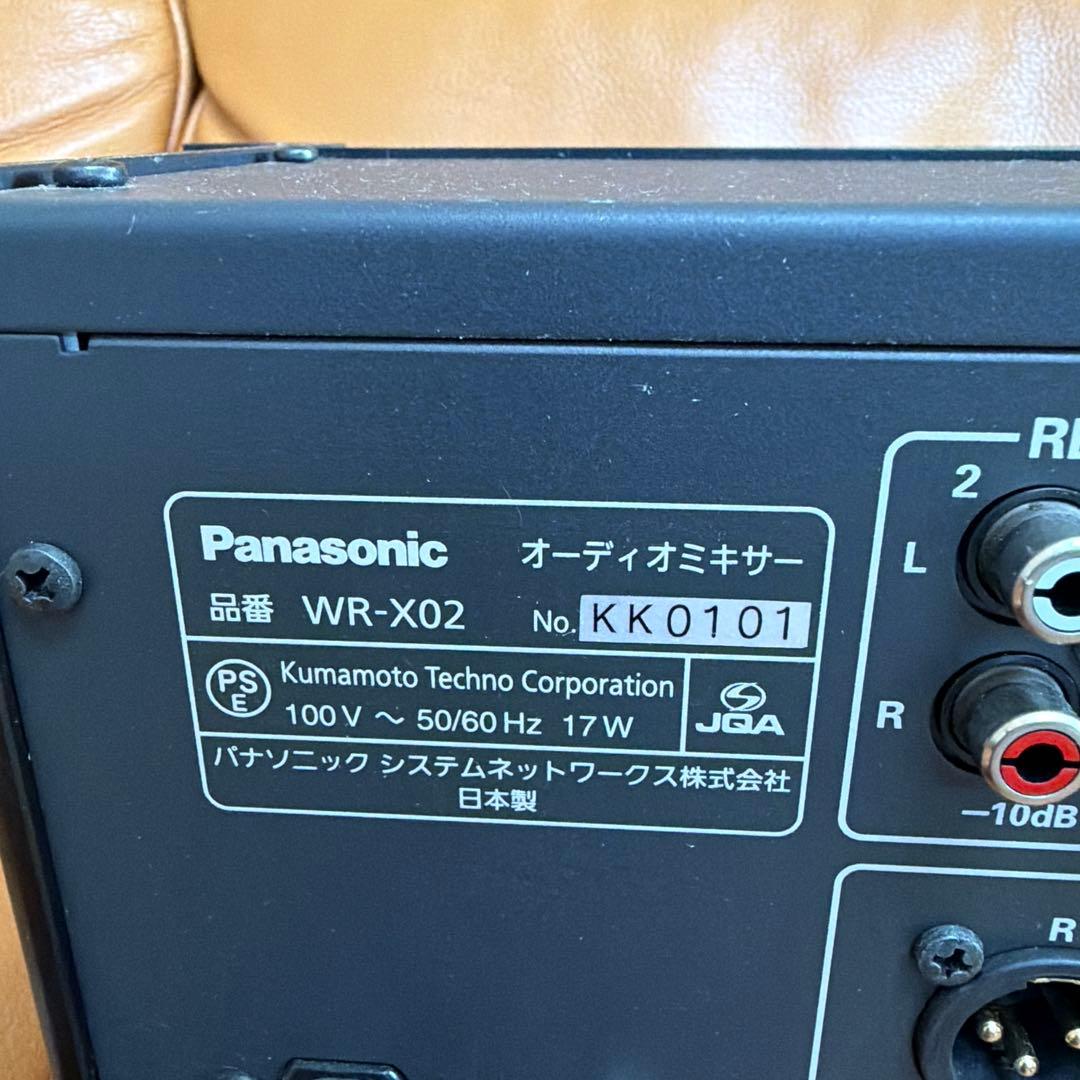 Panasonic オーディオミキサー
品番 WR-X02 No. KK0101
PSE Kumamoto Techno Corporation
100V ～ 50/60Hz 17W
JQA
パナソニック システムネットワークス株式会社
日本製
2
L
R
−10dB
R